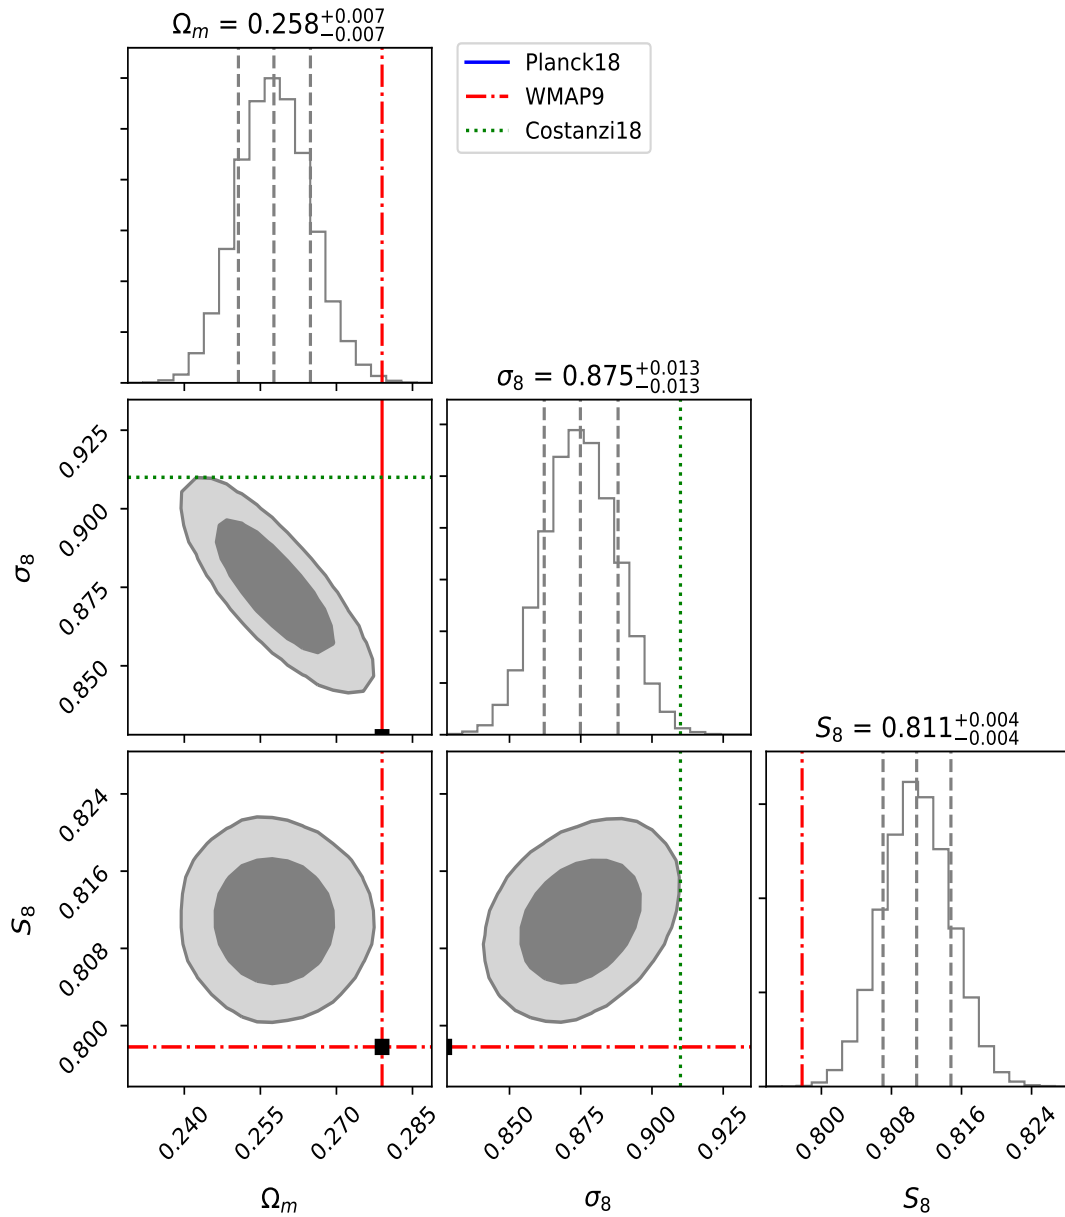 Ω_m = 0.258^{+0.007}_{−0.007}
Planck18
WMAP9
Costanzi18
σ_8 = 0.875^{+0.013}_{−0.013}
0.925
0.900
0.875
0.850
σ_8
S_8 = 0.811^{+0.004}_{−0.004}
0.824
0.816
0.808
0.800
S_8
0.240 0.255 0.270 0.285
0.850 0.875 0.900 0.925
0.800 0.808 0.816 0.824
Ω_m
σ_8
S_8